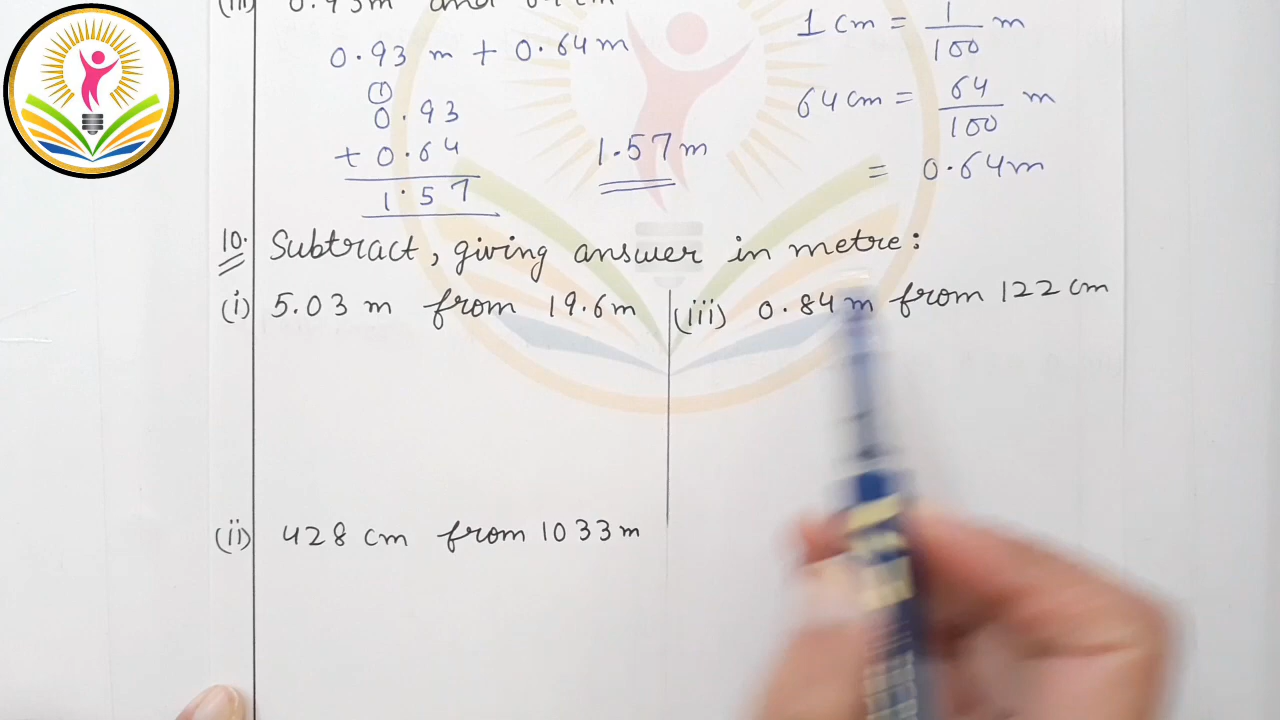 0.93 m + 0.64 m
1
0.93
+ 0.64
1.57
1.57 m
1 cm = 1/100 m
64 cm = 64/100 m
= 0.64 m
10. Subtract, giving answer in metre:
(i) 5.03 m from 19.6 m
(ii) 428 cm from 1033 m
(iii) 0.84 m from 122 cm